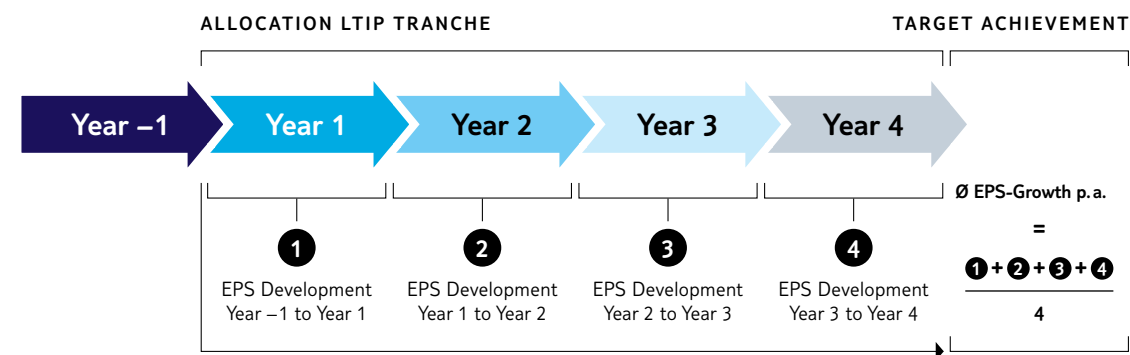 ALLOCATION LTIP TRANCHE
TARGET ACHIEVEMENT
Year –1
Year 1
Year 2
Year 3
Year 4
1
EPS Development
Year –1 to Year 1
2
EPS Development
Year 1 to Year 2
3
EPS Development
Year 2 to Year 3
4
EPS Development
Year 3 to Year 4
Ø EPS-Growth p. a.
=
1 + 2 + 3 + 4
4